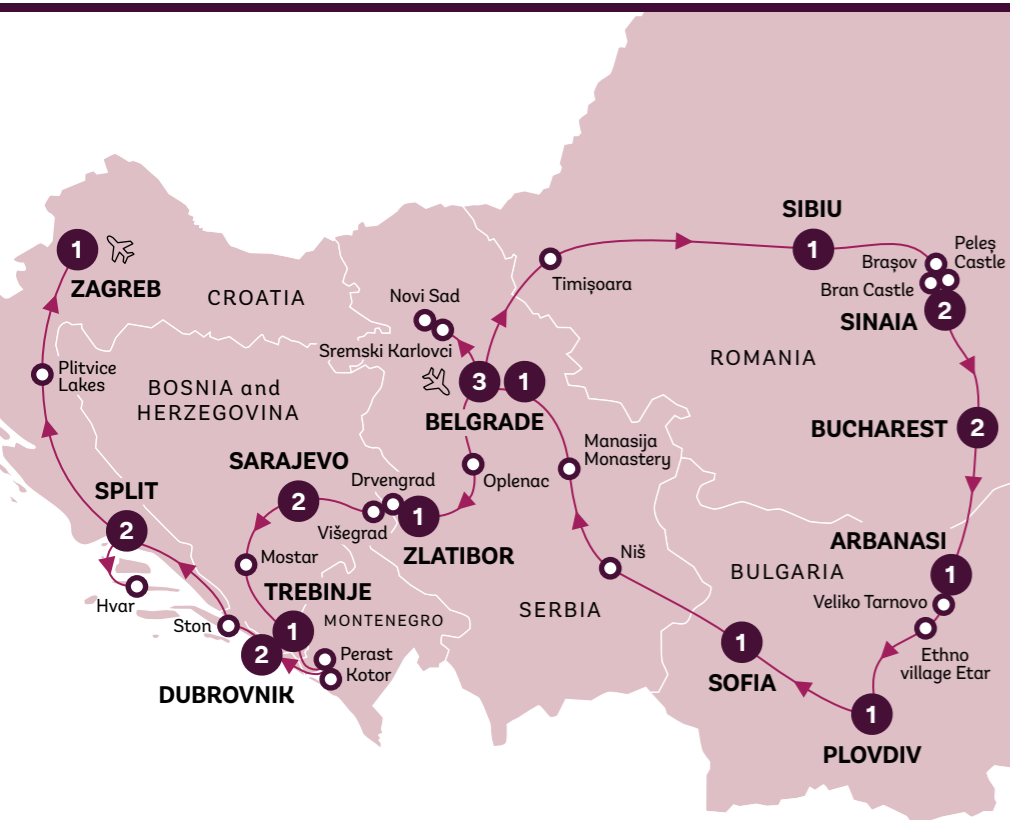 SIBIU
1
Peleş
Castle
Braşov
Bran Castle
2
SINAIA
1
ZAGREB
CROATIA
Timişoara
Novi Sad
Sremski Karlovci
ROMANIA
Plitvice
Lakes
BOSNIA and
HERZEGOVINA
3
1
BELGRADE
BUCHAREST
2
Manasija
Monastery
SARAJEVO
2
Drvengrad
Oplenac
Višegrad
1
ZLATIBOR
SPLIT
2
Mostar
Niš
ARBANASI
1
BULGARIA
Veliko Tarnovo
Hvar
TREBINJE
1
MONTENEGRO
SERBIA
Ston
2
DUBROVNIK
Perast
Kotor
1
SOFIA
Ethno
village Etar
1
PLOVDIV